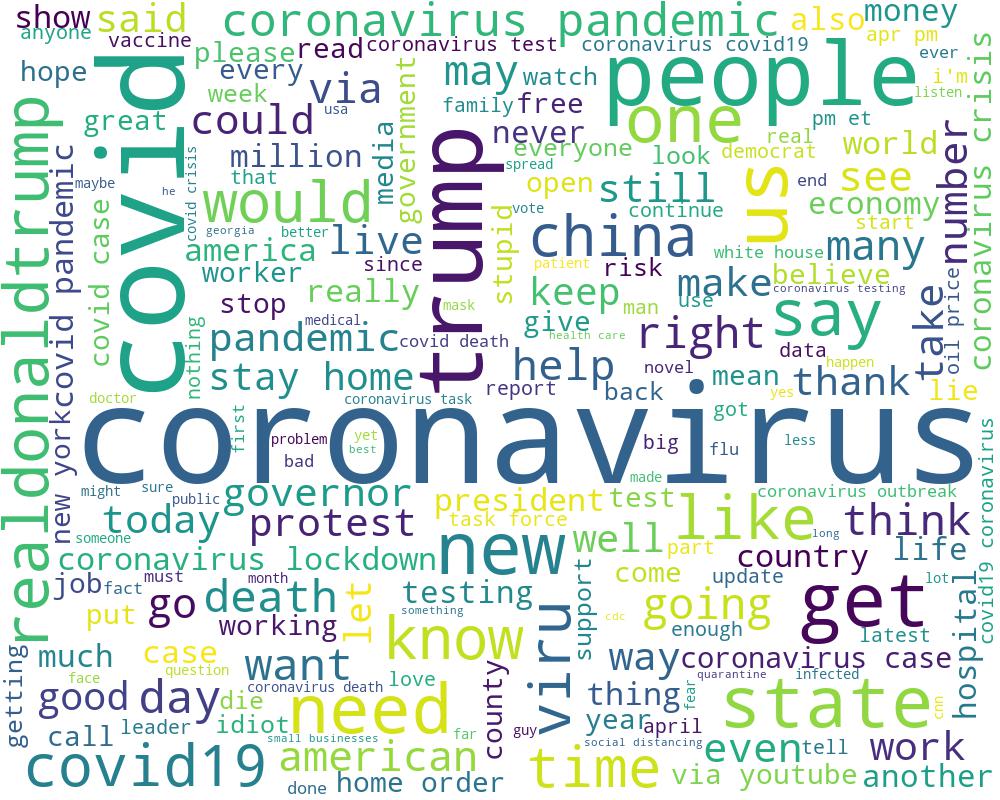 show
said
coronavirus pandemic
also
money
anyone
vaccine
please
read
coronavirus test
coronavirus covid19
apr pm
ever
hope
covid
every
via
may
watch
people
i'm
listen
coronavirus crisis
week
usa
government
family
free
one
pm et
great
could
media
never
real
realdonaldtrump
new york
covid pandemic
covid case
million
that
trump
everyone
look
democrat
world
number
maybe
he
covid crisis
would
spread
open
still
us
end
see
vote
continue
economy
georgia
better
stupid
china
start
america
live
white house
many
worker
since
patient
risk
believe
stop
really
mask
keep
man
use
make
coronavirus testing
take
oil price
nothing
medical
give
health care
right
say
pandemic
covid death
data
happen
stay home
help
novel
mean
thank
lie
doctor
coronavirus task
report
back
yes
first
coronavirus
got
problem
yet
best
big
flu
less
bad
made
might
sure
public
governor
president
test
coronavirus outbreak
covid19 coronavirus
today
protest
task force
like
long
think
someone
new
well
part
country
life
coronavirus lockdown
job
fact
must
month
testing
support
come
update
lot
hospital
put
go
death
let
something
viru
cdc
going
get
working
know
enough
latest
getting
much
case
want
county
way
coronavirus case
face
question
love
quarantine
infected
good
day
die
coronavirus death
need
thing
fear
state
cnn
call
leader
idiot
far
guy
year
april
small businesses
social distancing
even
tell
work
covid19
american
time
done
home order
via youtube
another